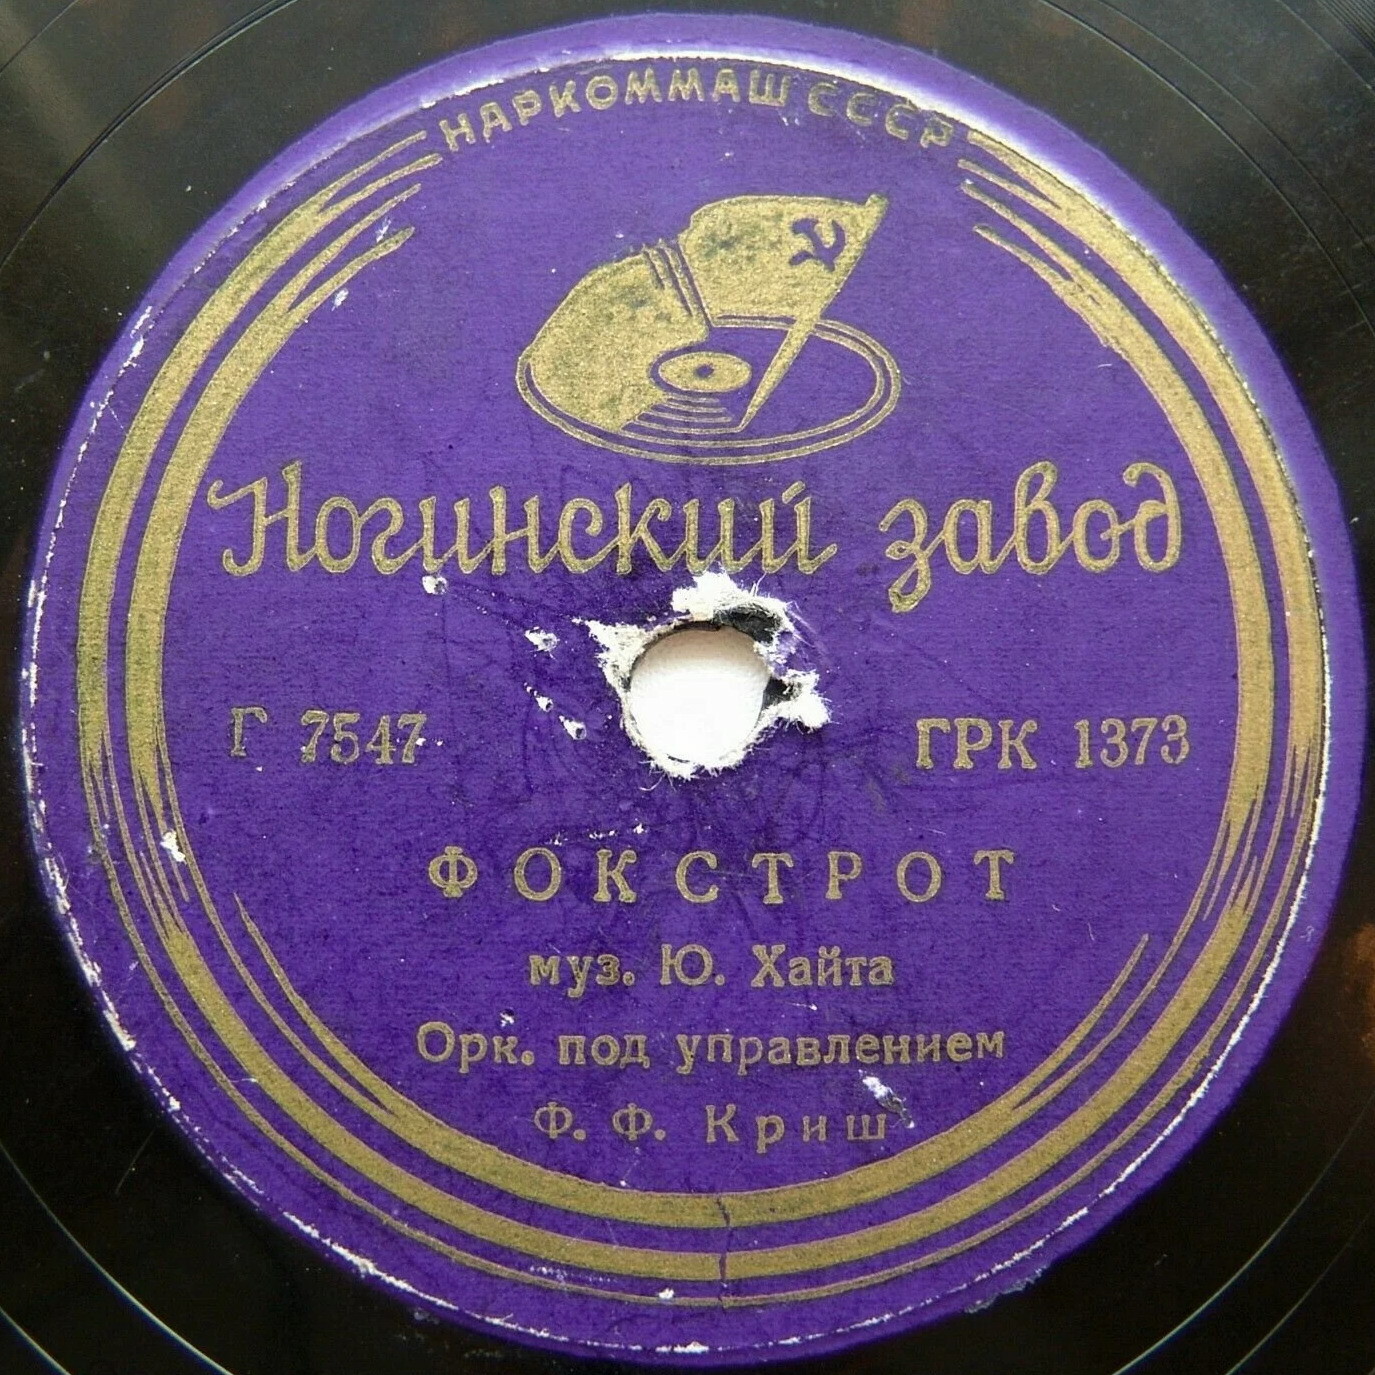 НАРКОММАШ СССР
Ногинский завод
Г 7547
ГРК 1373
ФОКСТРОТ
муз. Ю. Хайта
Орк. под управлением
Ф. Ф. Криш